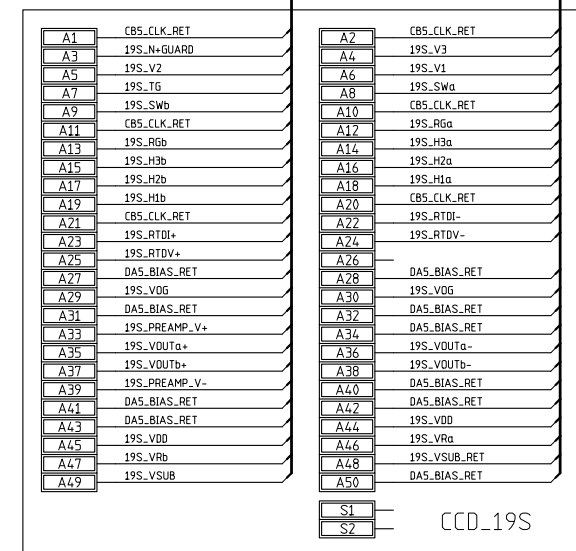 A1 CB5_CLK_RET
A3 19S_N+GUARD
A5 19S_V2
A7 19S_TG
A9 19S_SWb
A11 CB5_CLK_RET
A13 19S_RGb
A15 19S_H3b
A17 19S_H2b
A19 19S_H1b
A21 CB5_CLK_RET
A23 19S_RTDI+
A25 19S_RTDV+
A27 DA5_BIAS_RET
A29 19S_VOG
A31 DA5_BIAS_RET
A33 19S_PREAMP_V+
A35 19S_VOUTa+
A37 19S_VOUTb+
A39 19S_PREAMP_V-
A41 DA5_BIAS_RET
A43 DA5_BIAS_RET
A45 19S_VDD
A47 19S_VRb
A49 19S_VSUB
A2 CB5_CLK_RET
A4 19S_V3
A6 19S_V1
A8 19S_SWa
A10 CB5_CLK_RET
A12 19S_RGa
A14 19S_H3a
A16 19S_H2a
A18 19S_H1a
A20 CB5_CLK_RET
A22 19S_RTDI-
A24 19S_RTDV-
A26
A28 DA5_BIAS_RET
A30 19S_VOG
A32 DA5_BIAS_RET
A34 DA5_BIAS_RET
A36 19S_VOUTa-
A38 19S_VOUTb-
A40 DA5_BIAS_RET
A42 DA5_BIAS_RET
A44 19S_VDD
A46 19S_VRa
A48 19S_VSUB_RET
A50 DA5_BIAS_RET
S1
S2
CCD_19S